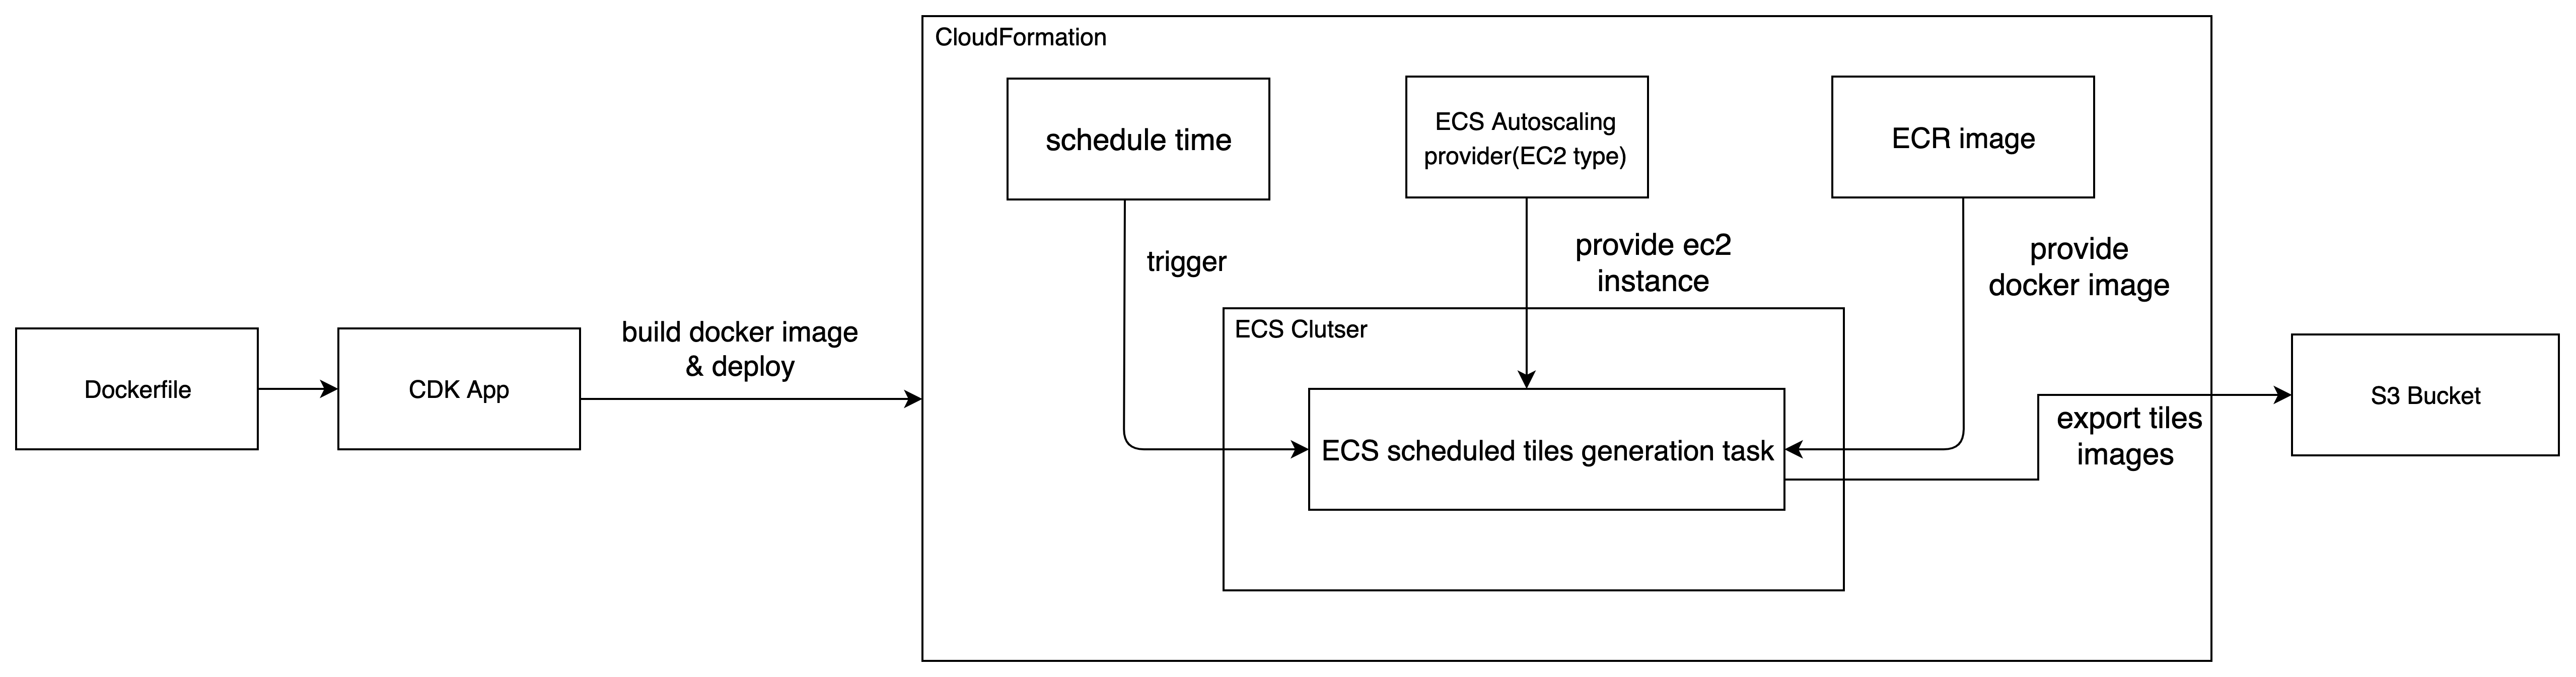 CloudFormation
schedule time
ECS Autoscaling
provider(EC2 type)
ECR image
trigger
provide ec2
instance
provide
docker image
ECS Clutser
Dockerfile
CDK App
build docker image
& deploy
ECS scheduled tiles generation task
export tiles
images
S3 Bucket